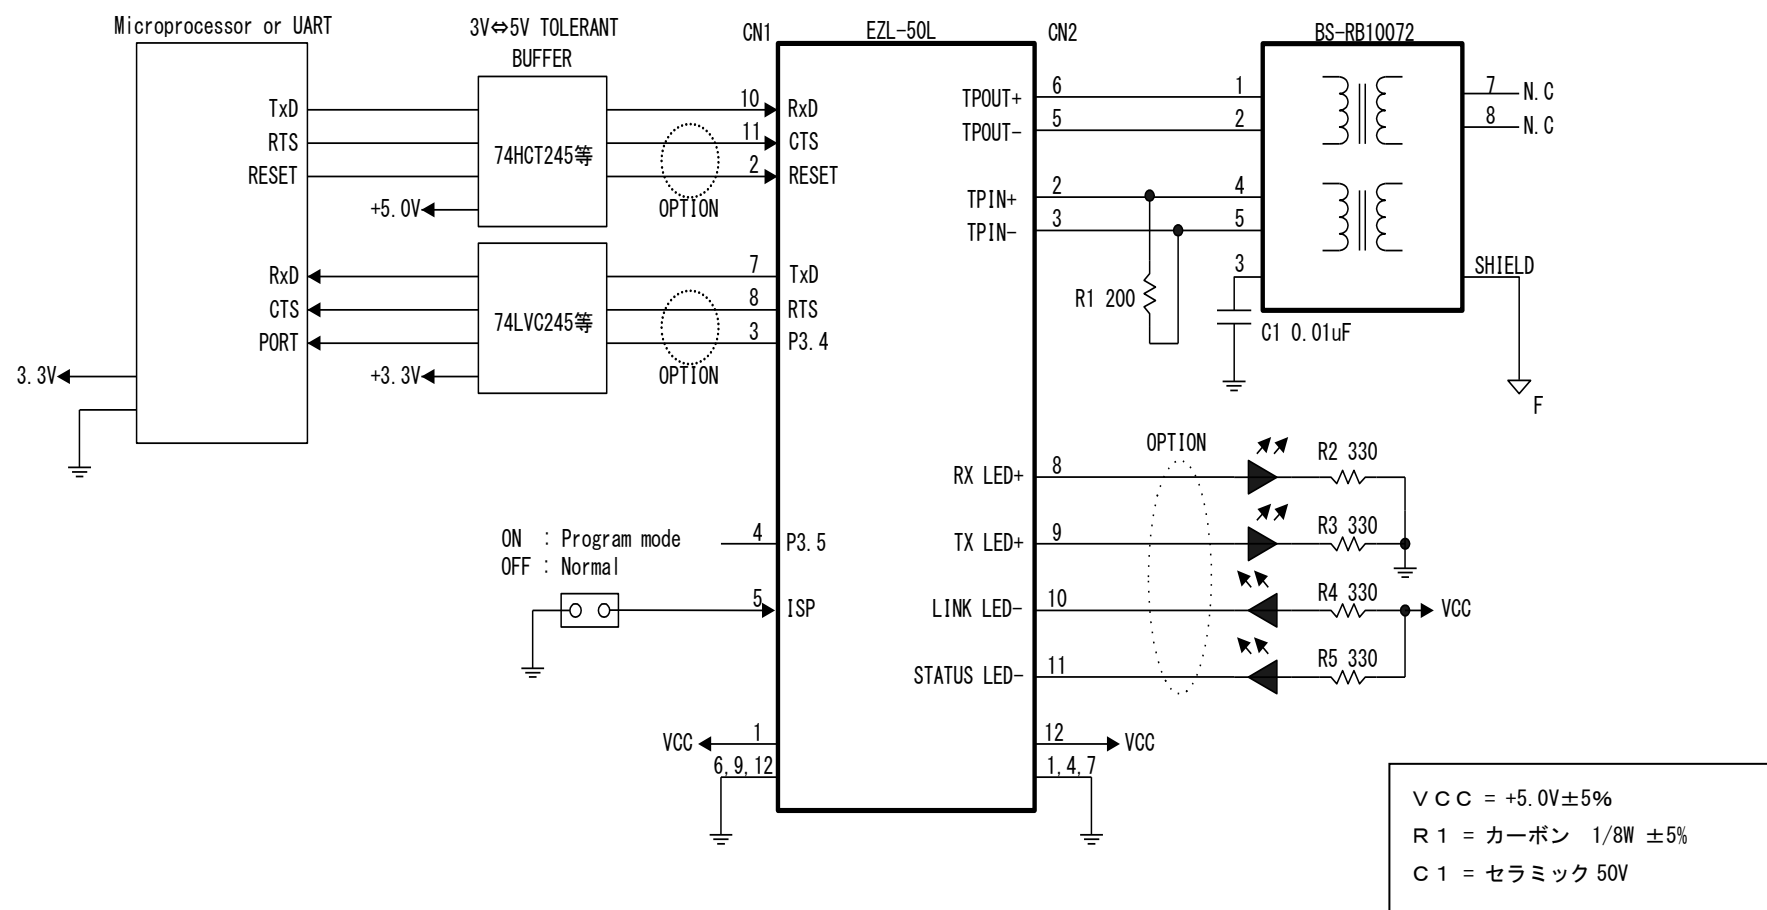 Microprocessor or UART
3V⇔5V TOLERANT
BUFFER
CN1
EZL-50L
CN2
BS-RB10072
TxD
RTS
RESET
74HCT245等
+5.0V
10
11
2
OPTION
RxD
CTS
RESET
RxD
CTS
PORT
74LVC245等
+3.3V
7
8
3
OPTION
TxD
RTS
P3.4
3.3V
TPOUT+
6
1
TPOUT-
5
2
7
N.C
8
N.C
TPIN+
2
4
TPIN-
3
5
3
SHIELD
R1 200
C1 0.01uF
F
OPTION
RX LED+
8
R2 330
TX LED+
9
R3 330
LINK LED-
10
R4 330
VCC
STATUS LED-
11
R5 330
ON : Program mode
OFF : Normal
4
P3.5
5
ISP
VCC
1
6,9,12
12
VCC
1,4,7
ＶＣＣ = +5.0V±5%
Ｒ１ = カーボン 1/8W ±5%
Ｃ１ = セラミック 50V